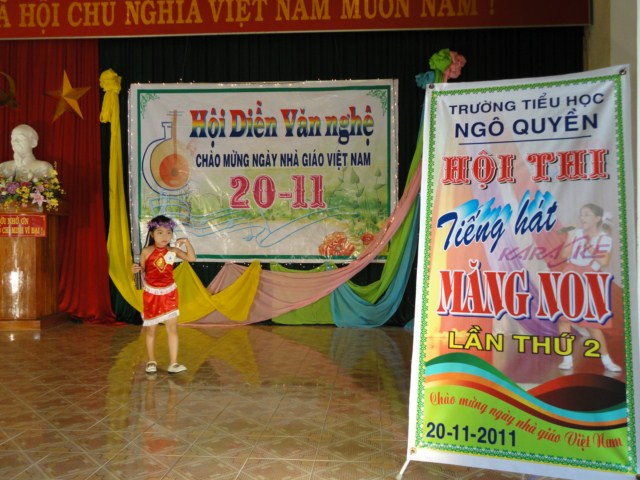 Ã HỘI CHỦ NGHĨA VIỆT NAM MUÔN NĂM !
Hội Diễn Văn nghệ
CHÀO MỪNG NGÀY NHÀ GIÁO VIỆT NAM
20-11
TRƯỜNG TIỂU HỌC
NGÔ QUYỀN
HỘI THI
Tiếng hát
KARAOKE
MĂNG NON
LẦN THỨ 2
Chào mừng ngày nhà giáo Việt Nam
20-11-2011